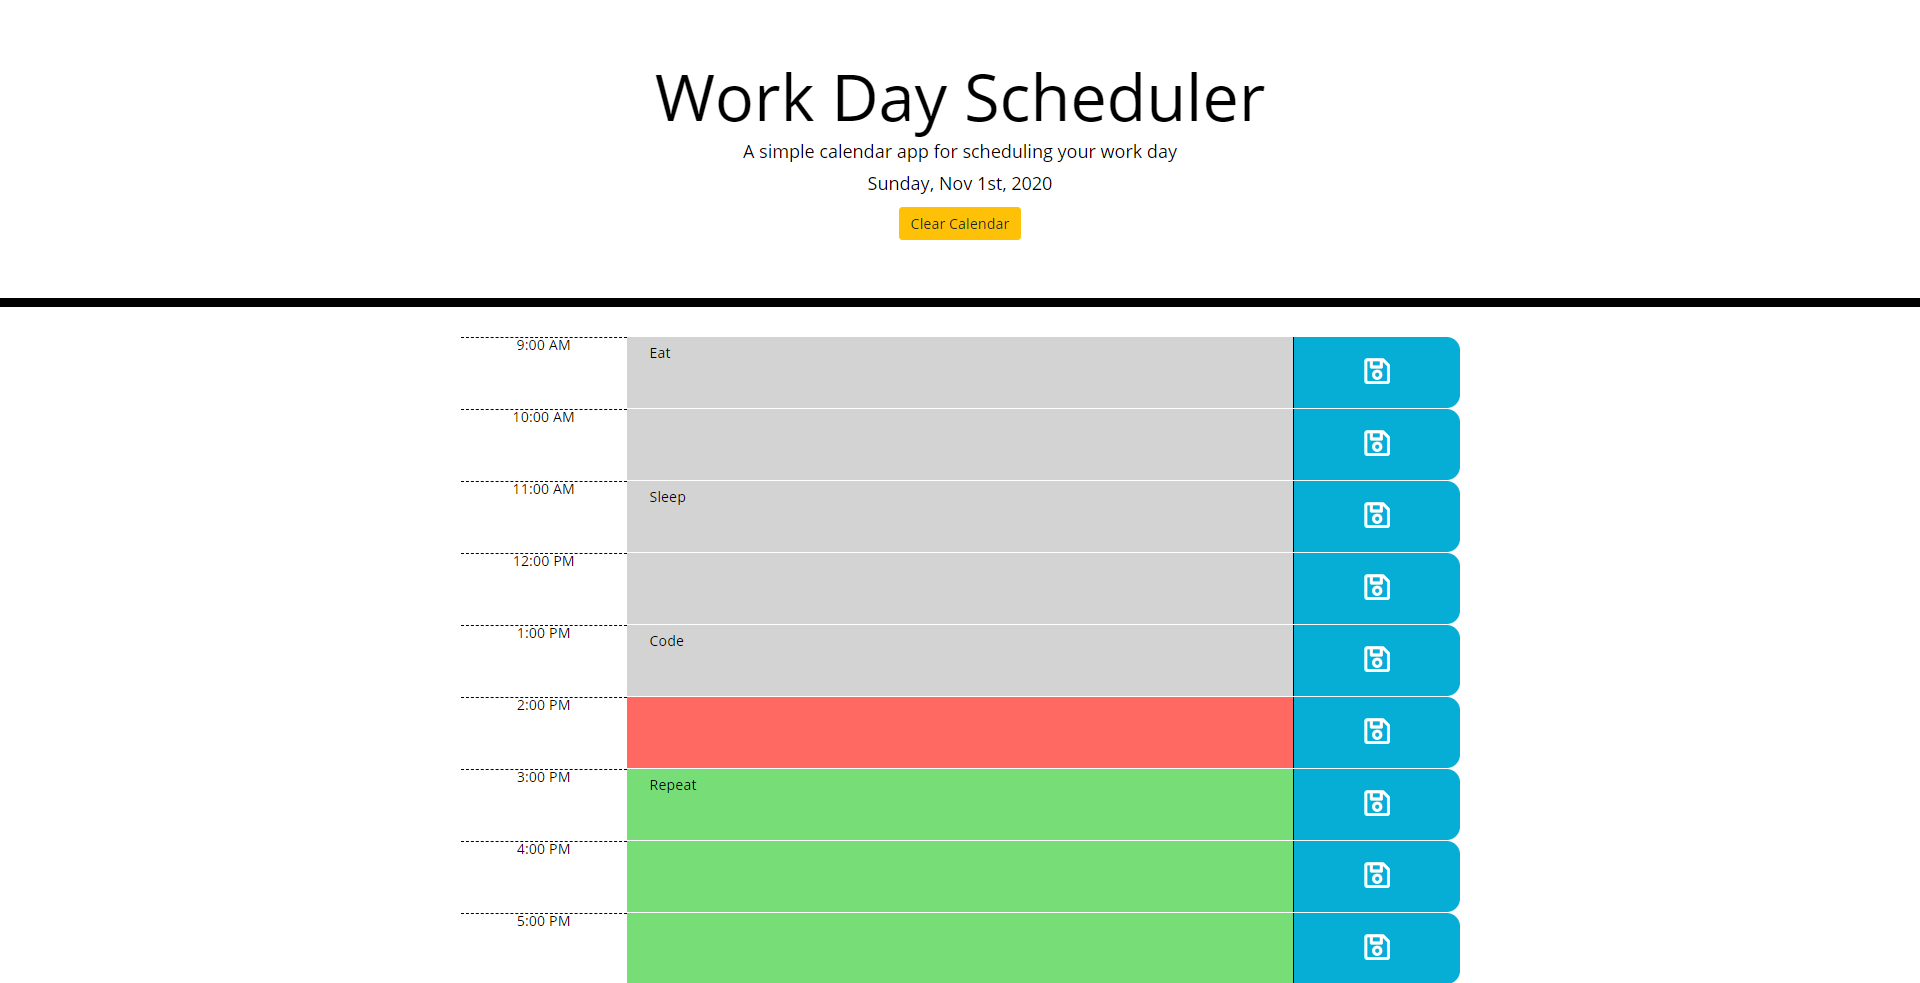 Work Day Scheduler
A simple calendar app for scheduling your work day
Sunday, Nov 1st, 2020
Clear Calendar
9:00 AM Eat
10:00 AM
11:00 AM Sleep
12:00 PM
1:00 PM Code
2:00 PM
3:00 PM Repeat
4:00 PM
5:00 PM